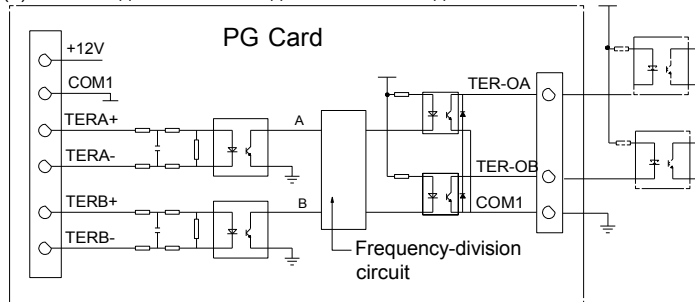 PG Card
+12V
COM1
TERA+
TERA-
TERB+
TERB-
A
B
TER-OA
TER-OB
COM1
Frequency-division
circuit